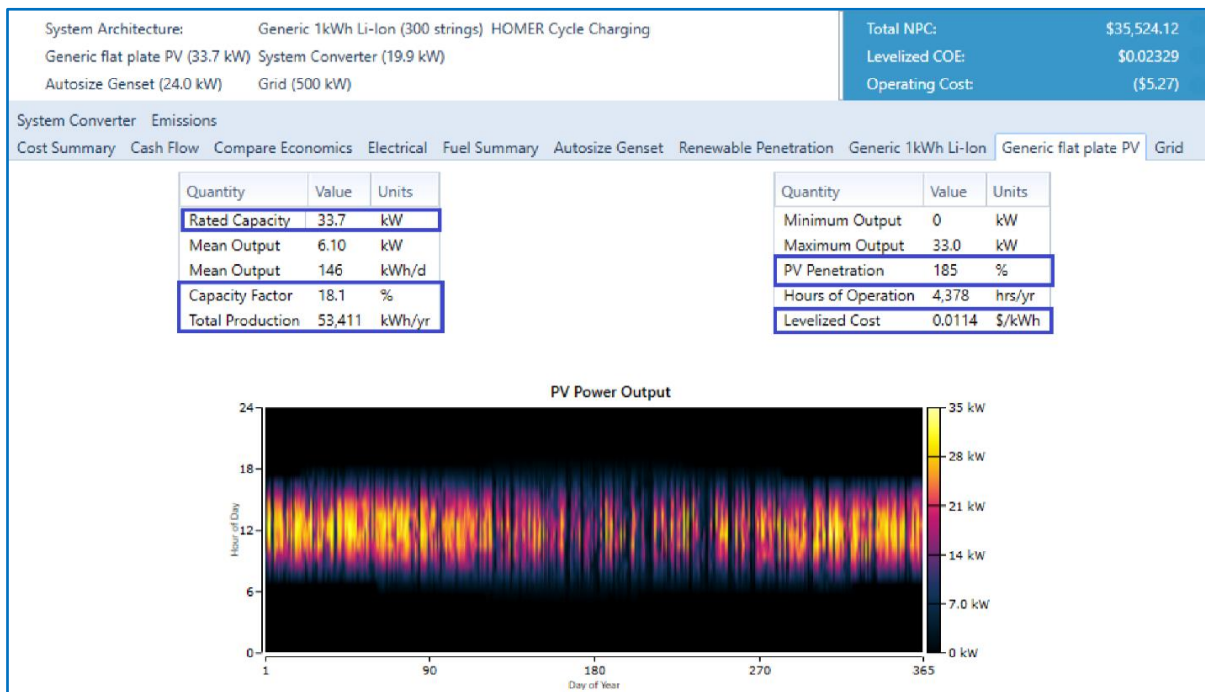 System Architecture: Generic 1kWh Li-Ion (300 strings) HOMER Cycle Charging
Generic flat plate PV (33.7 kW) System Converter (19.9 kW)
Autosize Genset (24.0 kW) Grid (500 kW)
Total NPC: $35,524.12
Levelized COE: $0.02329
Operating Cost: ($5.27)
System Converter Emissions
Cost Summary Cash Flow Compare Economics Electrical Fuel Summary Autosize Genset Renewable Penetration Generic 1kWh Li-Ion Generic flat plate PV Grid
Quantity Value Units
Rated Capacity 33.7 kW
Mean Output 6.10 kW
Mean Output 146 kWh/d
Capacity Factor 18.1 %
Total Production 53,411 kWh/yr
Quantity Value Units
Minimum Output 0 kW
Maximum Output 33.0 kW
PV Penetration 185 %
Hours of Operation 4,378 hrs/yr
Levelized Cost 0.0114 $/kWh
PV Power Output
Hour of Day
24
18
12
6
0
1 90 180 270 365
Day of Year
35 kW
28 kW
21 kW
14 kW
7.0 kW
0 kW